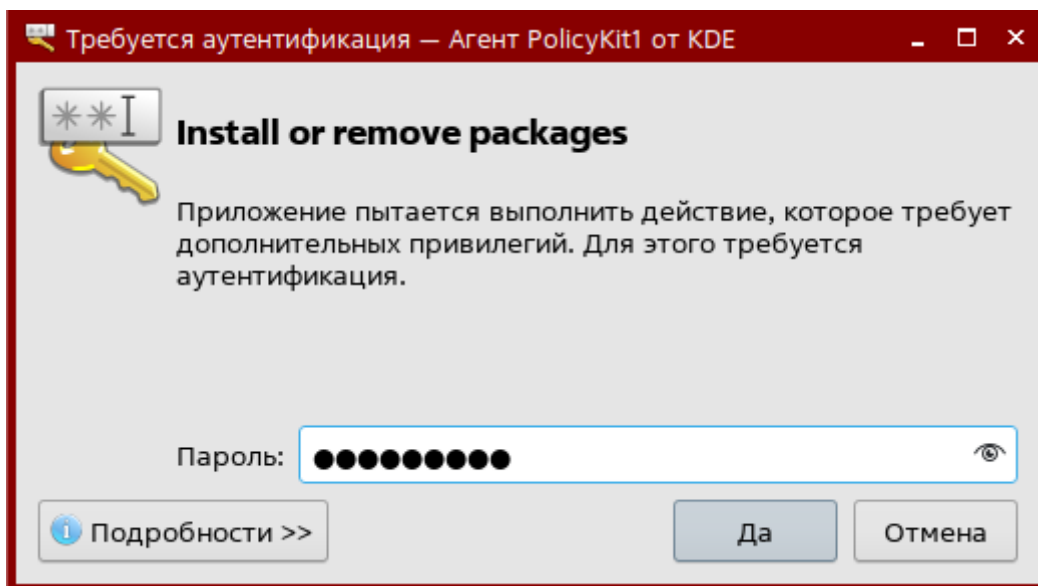 Требуется аутентификация — Агент PolicyKit1 от KDE
Install or remove packages
Приложение пытается выполнить действие, которое требует
дополнительных привилегий. Для этого требуется
аутентификация.
Пароль: ●●●●●●●●●
Подробности >>
Да
Отмена